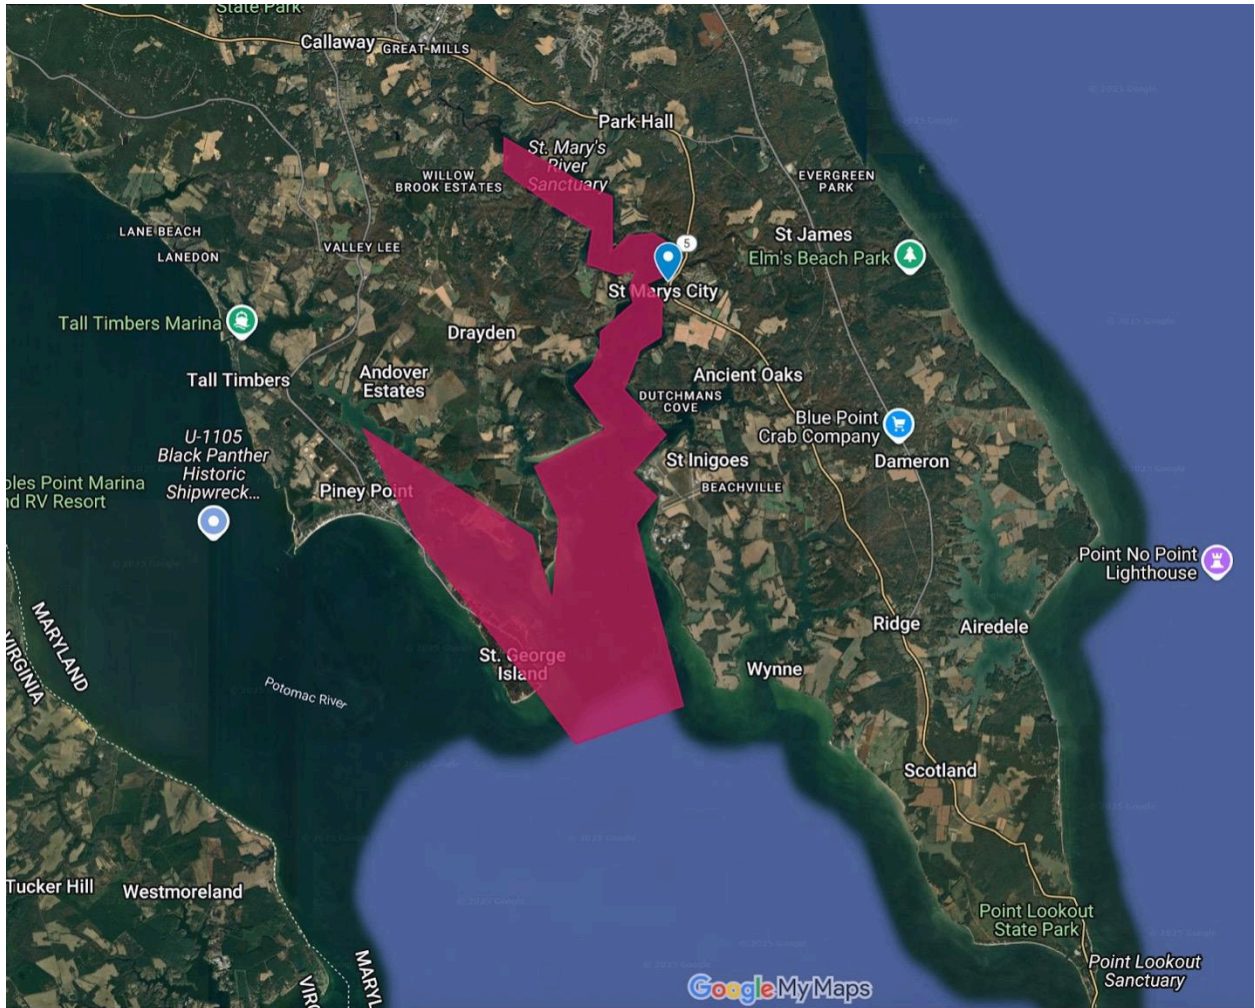 State Park
Callaway
GREAT MILLS
© 2025 Google
Park Hall
St. Mary's
River
Sanctuary
WILLOW
BROOK ESTATES
EVERGREEN
PARK
LANE BEACH
LANEDON
VALLEY LEE
5
St James
Elm's Beach Park
St Marys City
Tall Timbers Marina
Drayden
Tall Timbers
Andover
Estates
Ancient Oaks
DUTCHMANS
COVE
Blue Point
Crab Company
Dameron
U-1105
Black Panther
Historic
Shipwreck...
oles Point Marina
nd RV Resort
Piney Point
St Inigoes
BEACHVILLE
Point No Point
Lighthouse
MARYLAND
VIRGINIA
Ridge
Airedele
St. George
Island
Wynne
Potomac River
Scotland
Tucker Hill
Westmoreland
Point Lookout
State Park
Point Lookout
Sanctuary
MARYL
VIRG
Google My Maps